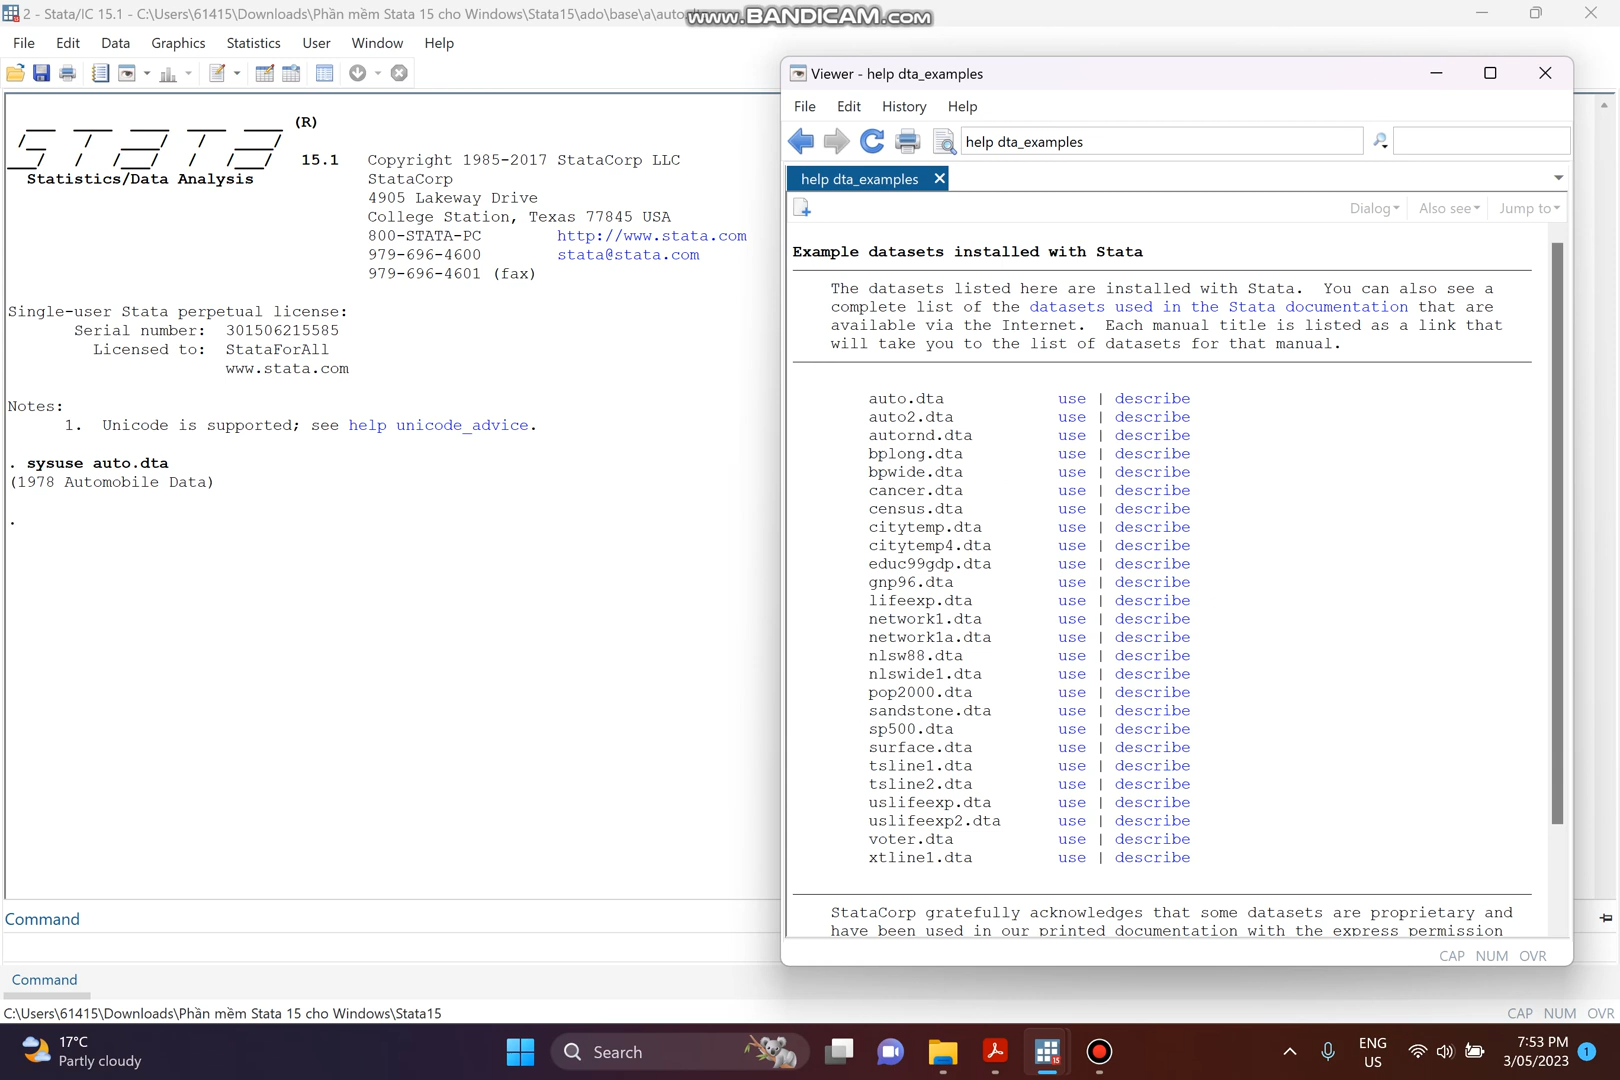 2 - Stata/IC 15.1 - C:\Users\61415\Downloads\Phần mềm Stata 15 cho Windows\Stata15\ado\base\a\auto
www.BANDICAM.com
File Edit Data Graphics Statistics User Window Help
(R)
15.1 Copyright 1985-2017 StataCorp LLC
Statistics/Data Analysis StataCorp
4905 Lakeway Drive
College Station, Texas 77845 USA
800-STATA-PC http://www.stata.com
979-696-4600 stata@stata.com
979-696-4601 (fax)
Single-user Stata perpetual license:
Serial number: 301506215585
Licensed to: StataForAll
www.stata.com
Notes:
1. Unicode is supported; see help unicode_advice.
. sysuse auto.dta
(1978 Automobile Data)
.
Command
Command
C:\Users\61415\Downloads\Phần mềm Stata 15 cho Windows\Stata15
CAP NUM OVR
Viewer - help dta_examples
File Edit History Help
help dta_examples
help dta_examples
Dialog Also see Jump to
Example datasets installed with Stata
The datasets listed here are installed with Stata. You can also see a
complete list of the datasets used in the Stata documentation that are
available via the Internet. Each manual title is listed as a link that
will take you to the list of datasets for that manual.
auto.dta use | describe
auto2.dta use | describe
autornd.dta use | describe
bplong.dta use | describe
bpwide.dta use | describe
cancer.dta use | describe
census.dta use | describe
citytemp.dta use | describe
citytemp4.dta use | describe
educ99gdp.dta use | describe
gnp96.dta use | describe
lifeexp.dta use | describe
network1.dta use | describe
network1a.dta use | describe
nlsw88.dta use | describe
nlswide1.dta use | describe
pop2000.dta use | describe
sandstone.dta use | describe
sp500.dta use | describe
surface.dta use | describe
tsline1.dta use | describe
tsline2.dta use | describe
uslifeexp.dta use | describe
uslifeexp2.dta use | describe
voter.dta use | describe
xtline1.dta use | describe
StataCorp gratefully acknowledges that some datasets are proprietary and
have been used in our printed documentation with the express permission
CAP NUM OVR
17°C
Partly cloudy
Search
15
ENG
US
7:53 PM
3/05/2023
1